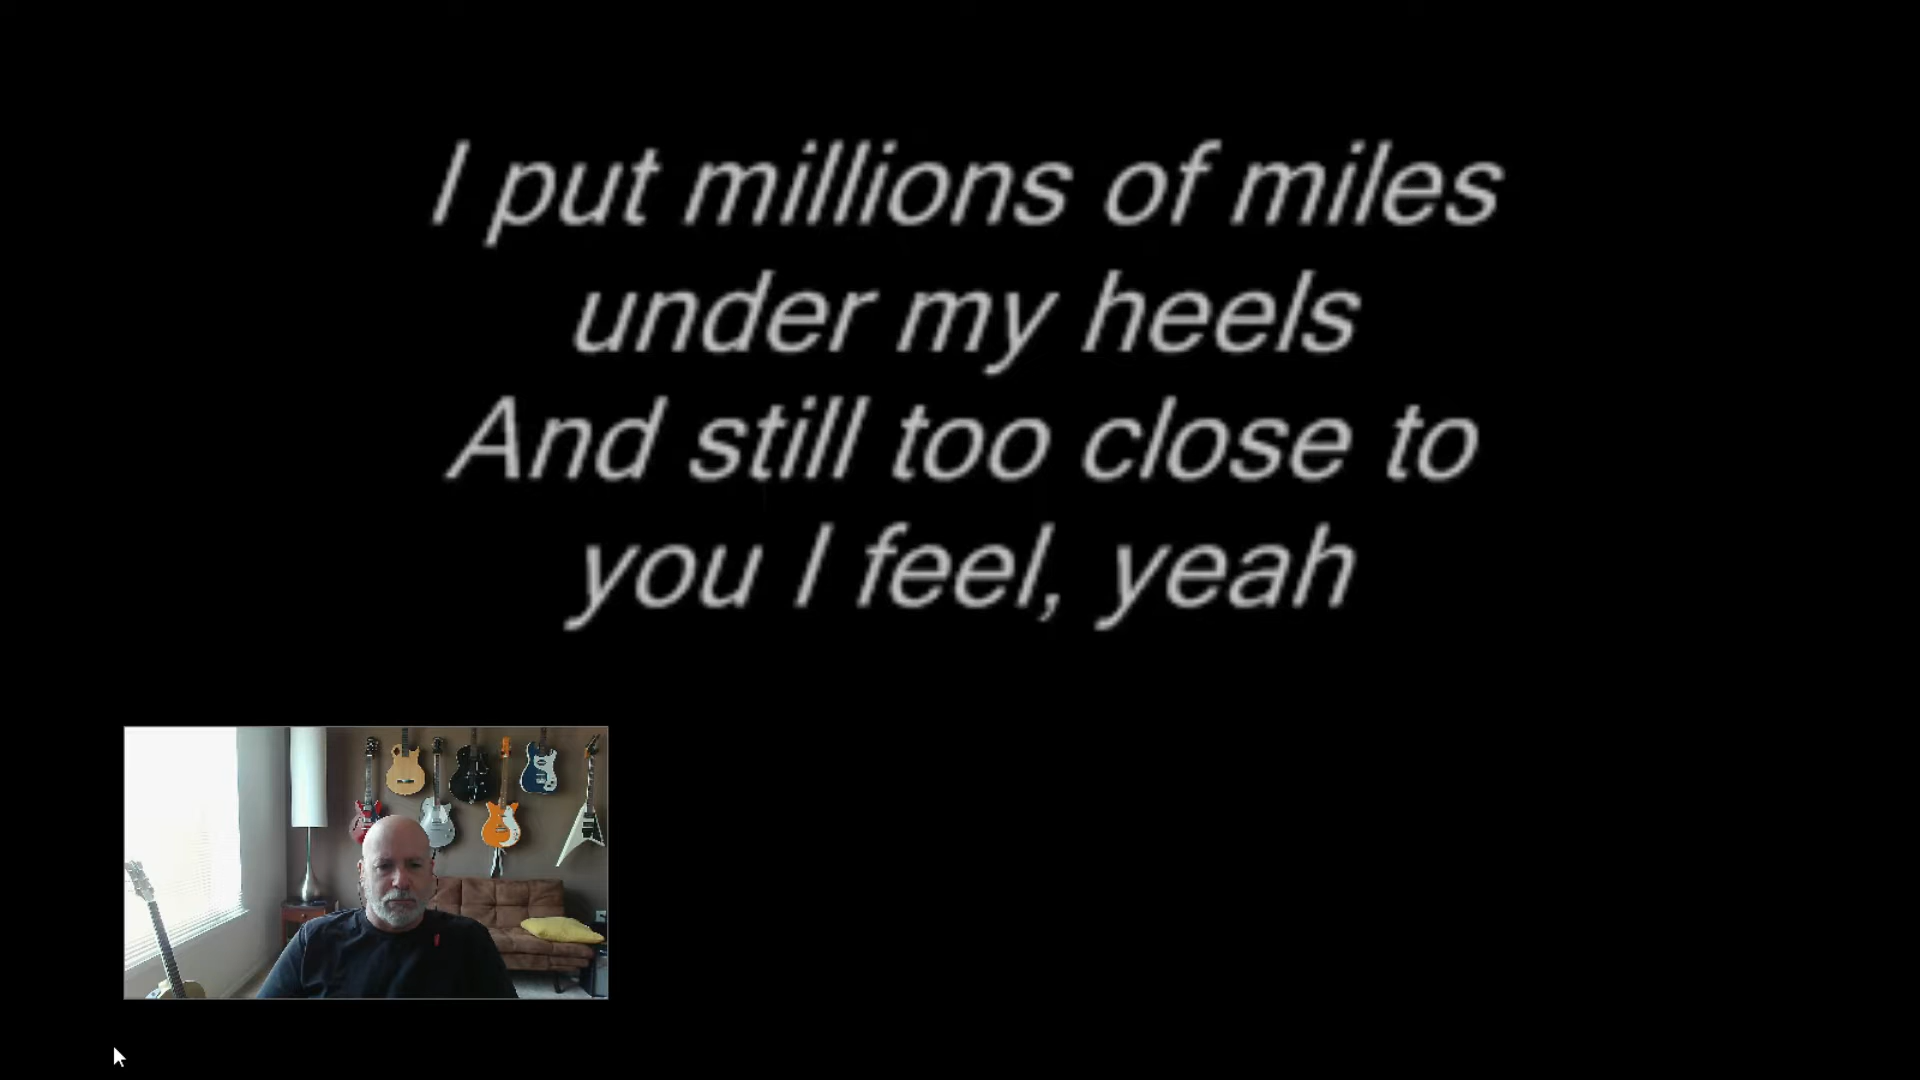 I put millions of miles
under my heels
And still too close to
you I feel, yeah